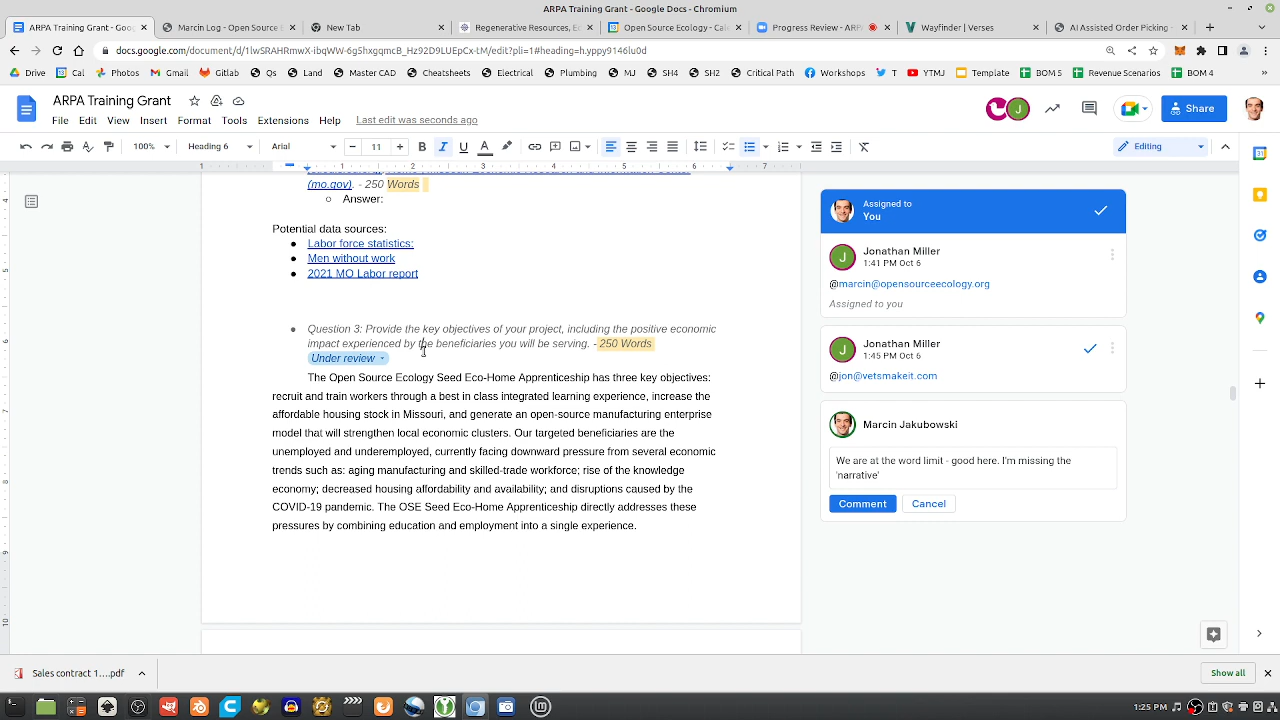 ARPA Training Grant - Google Docs - Chromium
ARPA Training Grant - Goo
Marcin Log - Open Source E
New Tab
Regenerative Resources, Ec
Open Source Ecology - Cale
Progress Review - ARP
Wayfinder | Verses
AI Assisted Order Picking -
docs.google.com/document/d/1lwSRAHRmwX-ibqWW-6g5hxgqmcB_Hz92D9LUEpCx-LM/edit?pli=1#heading=h.yppy9146lu0d
Drive
Cal
Photos
Gmail
Gitlab
Qs
Land
Master CAD
Cheatsheets
Electrical
Plumbing
MJ
SH4
SH2
Critical Path
Workshops
T
YTMJ
Template
BOM 5
Revenue Scenarios
BOM 4
ARPA Training Grant
File Edit View Insert Format Tools Extensions Help
Last edit was seconds ago
Share
100%
Heading 6
Arial
11
Editing
(mo.gov). - 250 Words
Answer:
Potential data sources:
Labor force statistics:
Men without work
2021 MO Labor report
Question 3: Provide the key objectives of your project, including the positive economic
impact experienced by the beneficiaries you will be serving. - 250 Words
Under review
The Open Source Ecology Seed Eco-Home Apprenticeship has three key objectives:
recruit and train workers through a best in class integrated learning experience, increase the
affordable housing stock in Missouri, and generate an open-source manufacturing enterprise
model that will strengthen local economic clusters. Our targeted beneficiaries are the
unemployed and underemployed, currently facing downward pressure from several economic
trends such as: aging manufacturing and skilled-trade workforce; rise of the knowledge
economy; decreased housing affordability and availability; and disruptions caused by the
COVID-19 pandemic. The OSE Seed Eco-Home Apprenticeship directly addresses these
pressures by combining education and employment into a single experience.
Assigned to
You
Jonathan Miller
1:41 PM Oct 6
@marcin@opensourceecology.org
Assigned to you
Jonathan Miller
1:45 PM Oct 6
@jon@vetsmakeit.com
Marcin Jakubowski
We are at the word limit - good here. I'm missing the
'narrative'
Comment
Cancel
Sales contract 1....pdf
Show all
1:25 PM